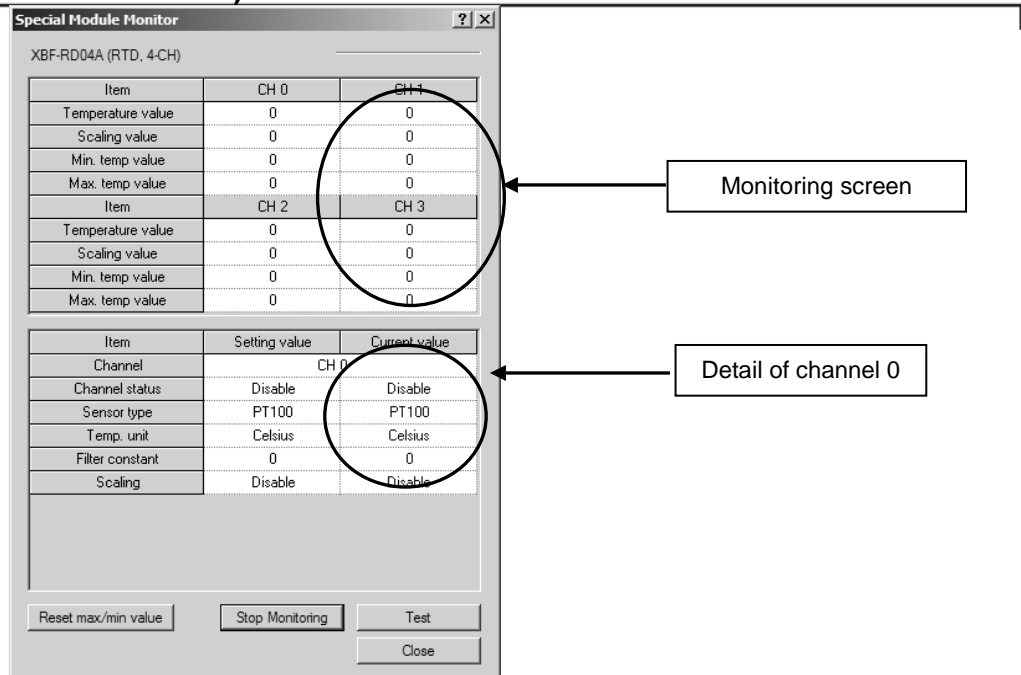 Special Module Monitor ? ×
XBF-RD04A (RTD, 4-CH)
Item CH 0 CH 1
Temperature value 0 0
Scaling value 0 0
Min. temp value 0 0
Max. temp value 0 0
Item CH 2 CH 3
Temperature value 0 0
Scaling value 0 0
Min. temp value 0 0
Max. temp value 0 0
Monitoring screen
Item Setting value Current value
Channel CH 0
Channel status Disable Disable
Sensor type PT100 PT100
Temp. unit Celsius Celsius
Filter constant 0 0
Scaling Disable Disable
Detail of channel 0
Reset max/min value Stop Monitoring Test
Close